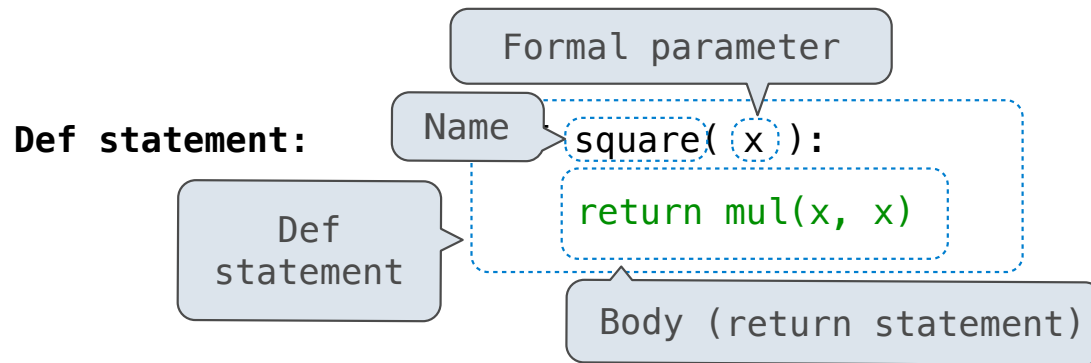 Formal parameter
Def statement:
Name
square( x ):
return mul(x, x)
Def
statement
Body (return statement)